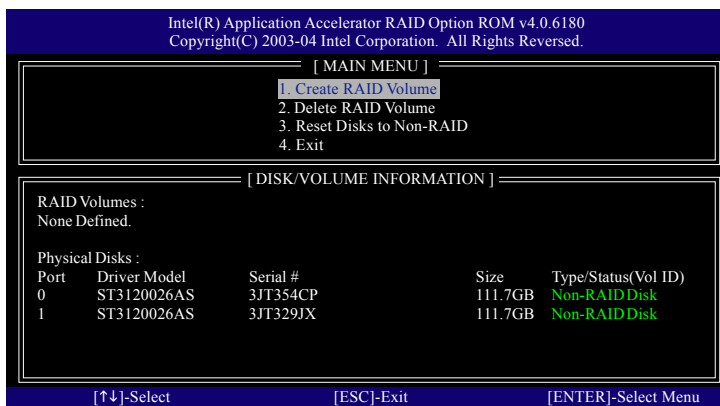 Intel(R) Application Accelerator RAID Option ROM v4.0.6180
Copyright(C) 2003-04 Intel Corporation. All Rights Reversed.
[ MAIN MENU ]
1. Create RAID Volume
2. Delete RAID Volume
3. Reset Disks to Non-RAID
4. Exit
[ DISK/VOLUME INFORMATION ]
RAID Volumes :
None Defined.
Physical Disks :
Port Driver Model Serial # Size Type/Status(Vol ID)
0 ST3120026AS 3JT354CP 111.7GB Non-RAID Disk
1 ST3120026AS 3JT329JX 111.7GB Non-RAID Disk
[↑↓]-Select [ESC]-Exit [ENTER]-Select Menu